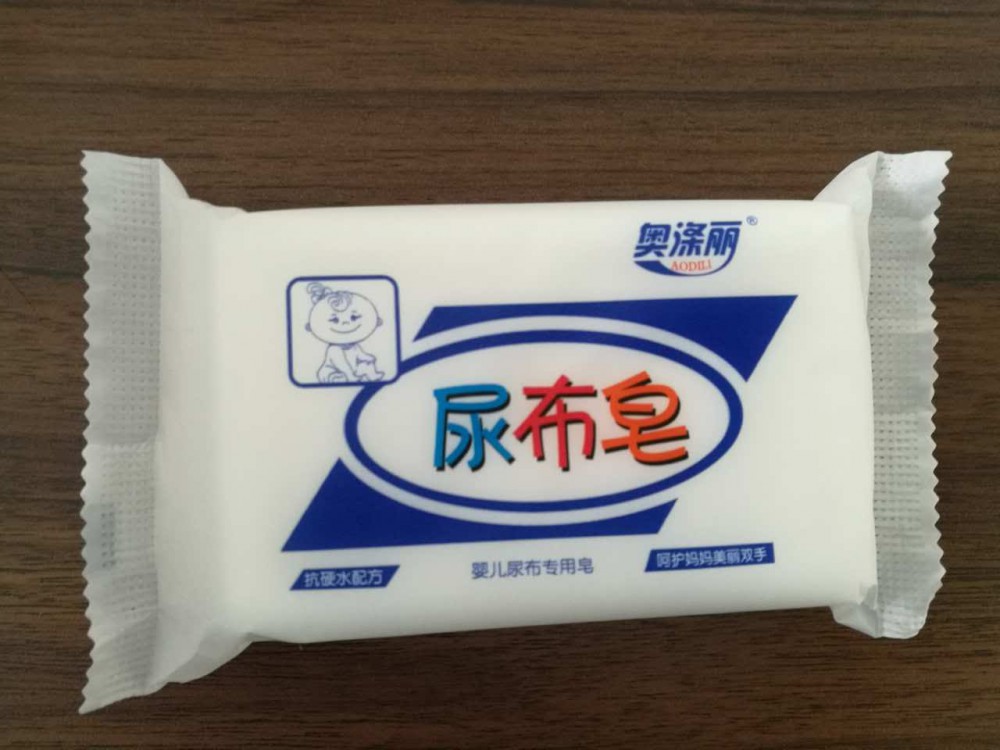 奥涤丽®
AODILI
尿布皂
抗硬水配方
婴儿尿布专用皂
呵护妈妈美丽双手